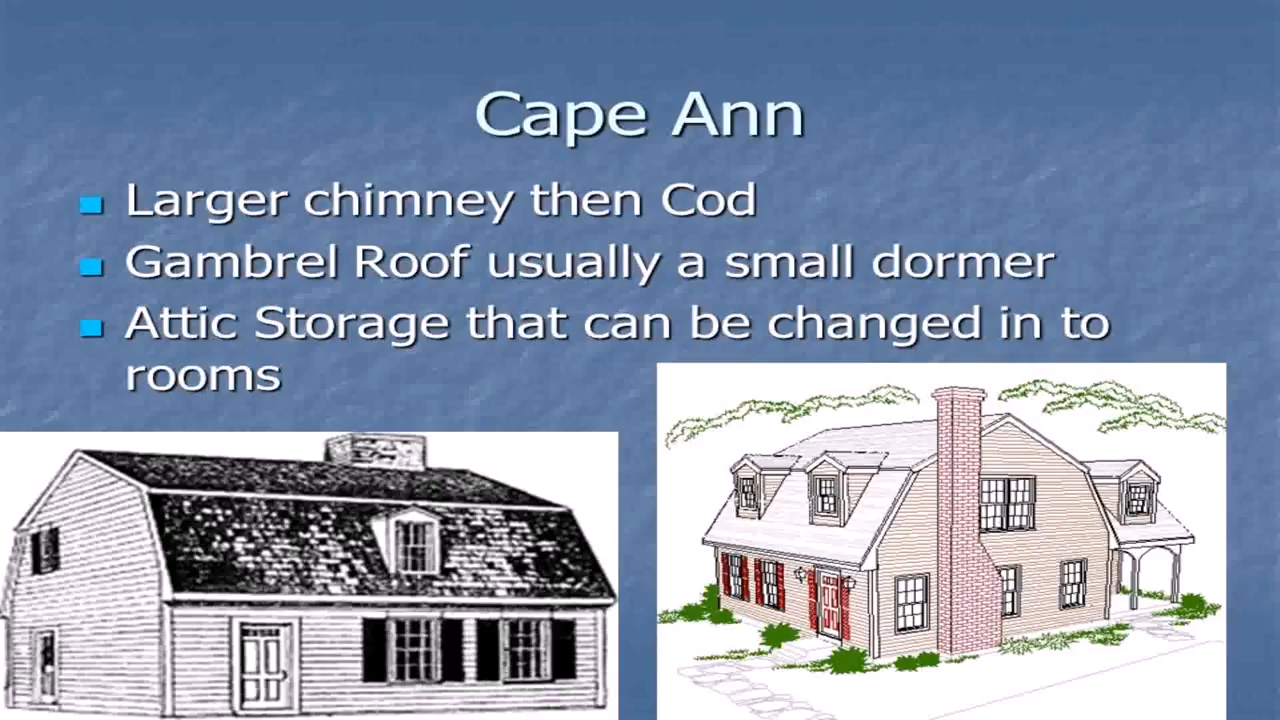 Cape Ann
Larger chimney then Cod
Gambrel Roof usually a small dormer
Attic Storage that can be changed in to
rooms